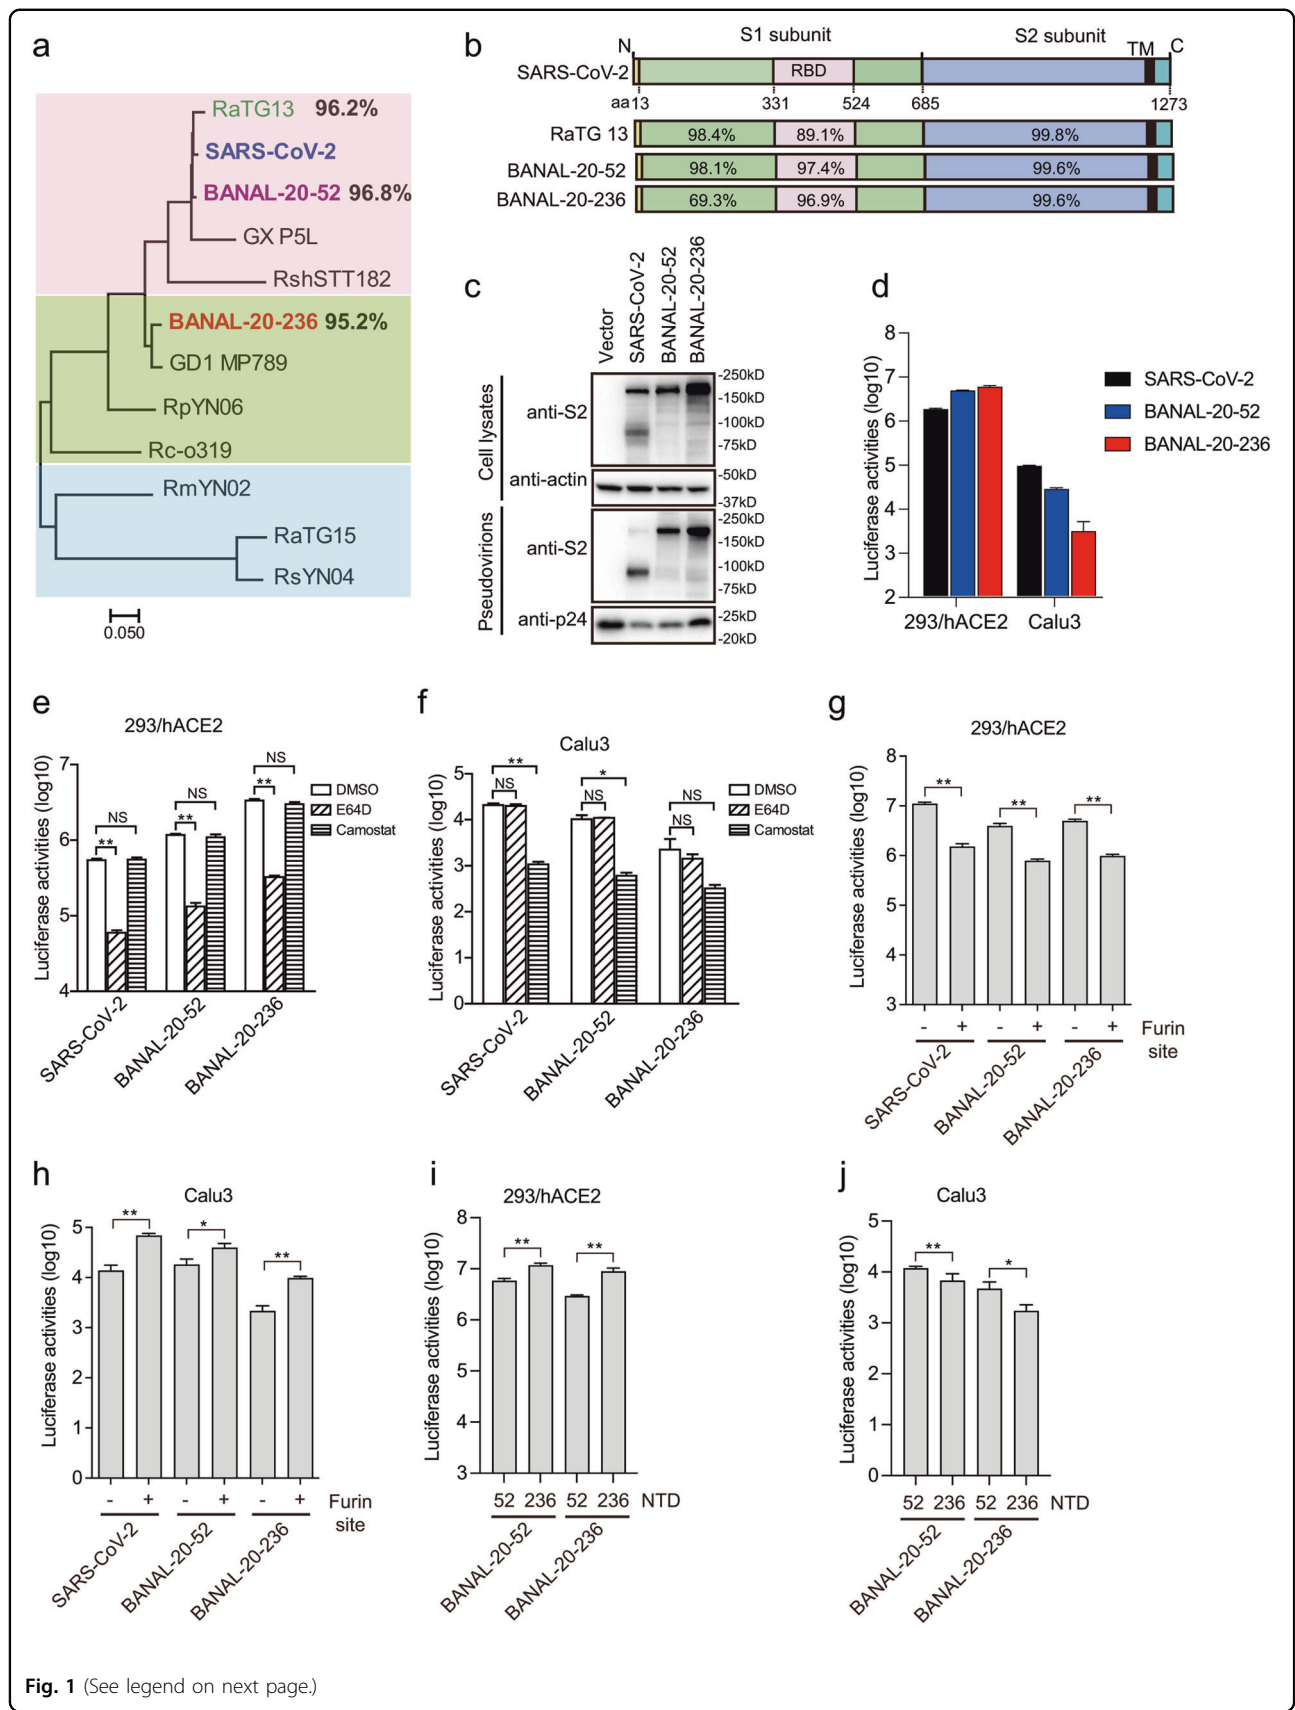 a
RaTG13 96.2%
SARS-CoV-2
BANAL-20-52 96.8%
GX P5L
RshSTT182
BANAL-20-236 95.2%
GD1 MP789
RpYN06
Rc-o319
RmYN02
RaTG15
RsYN04
0.050
b
N S1 subunit S2 subunit TM C
SARS-CoV-2 RBD
aa13 331 524 685 1273
RaTG 13 98.4% 89.1% 99.8%
BANAL-20-52 98.1% 97.4% 99.6%
BANAL-20-236 69.3% 96.9% 99.6%
c
Vector
SARS-CoV-2
BANAL-20-52
BANAL-20-236
Cell lysates
anti-S2
-250kD
-150kD
-100kD
-75kD
anti-actin
-50kD
-37kD
Pseudovirions
anti-S2
-250kD
-150kD
-100kD
-75kD
anti-p24
-25kD
-20kD
d
Luciferase activities (log10)
8
7
6
5
4
3
2
293/hACE2 Calu3
SARS-CoV-2
BANAL-20-52
BANAL-20-236
e
293/hACE2
Luciferase activities (log10)
7
6
5
4
NS
**
NS
**
NS
**
DMSO
E64D
Camostat
SARS-CoV-2
BANAL-20-52
BANAL-20-236
f
Calu3
Luciferase activities (log10)
5
4
3
2
1
0
**
NS
*
NS
NS
NS
DMSO
E64D
Camostat
SARS-CoV-2
BANAL-20-52
BANAL-20-236
g
293/hACE2
Luciferase activities (log10)
8
7
6
5
4
3
**
**
**
- + - + - + Furin
site
SARS-CoV-2
BANAL-20-52
BANAL-20-236
h
Calu3
Luciferase activities (log10)
5
4
3
2
1
0
**
*
**
- + - + - + Furin
site
SARS-CoV-2
BANAL-20-52
BANAL-20-236
i
293/hACE2
Luciferase activities (log10)
8
7
6
5
4
3
**
**
52 236 52 236 NTD
BANAL-20-52
BANAL-20-236
j
Calu3
Luciferase activities (log10)
5
4
3
2
1
0
**
*
52 236 52 236 NTD
BANAL-20-52
BANAL-20-236
Fig. 1 (See legend on next page.)